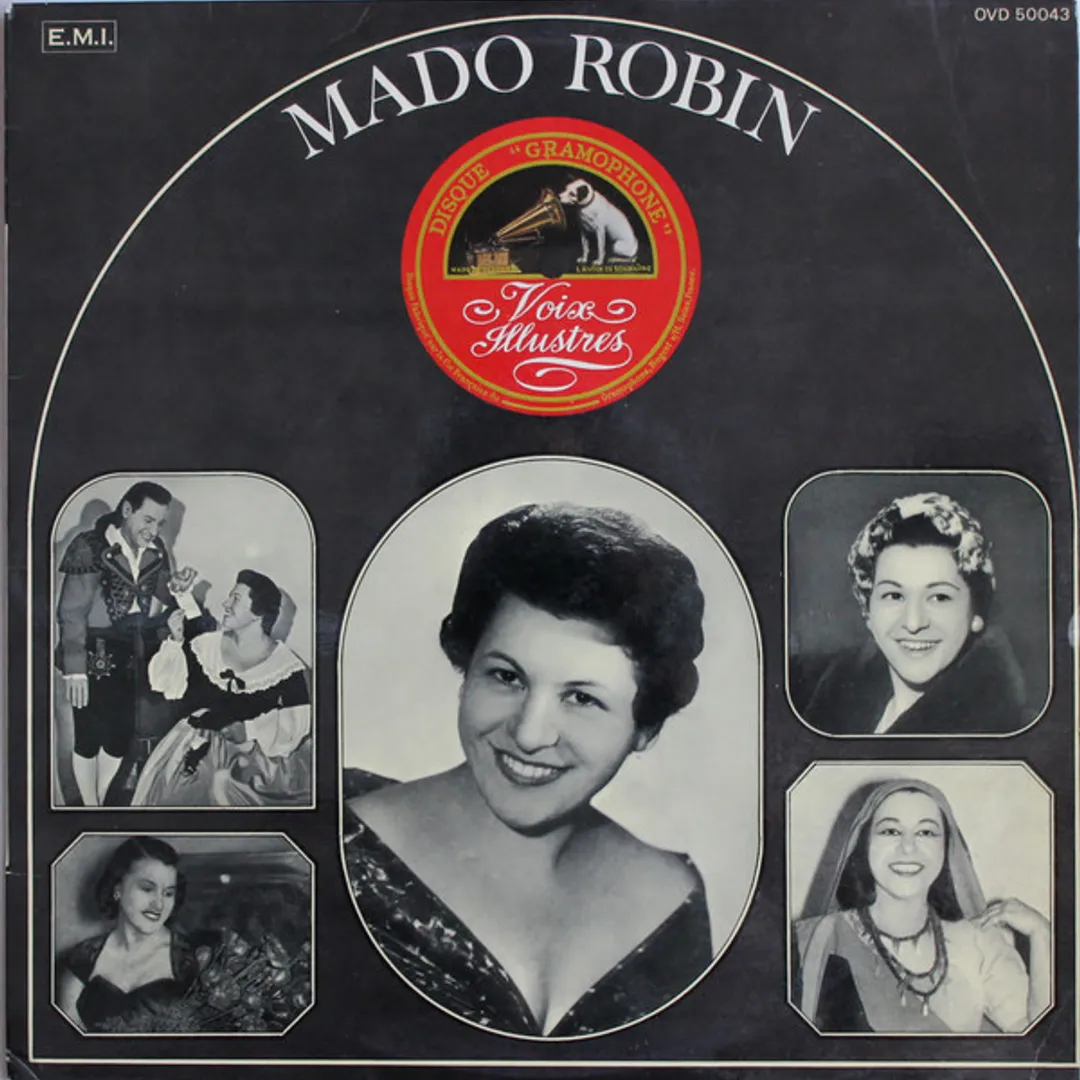 E.M.I.
OVD 50043
MADO ROBIN
DISQUE "GRAMOPHONE"
Voix
Illustres